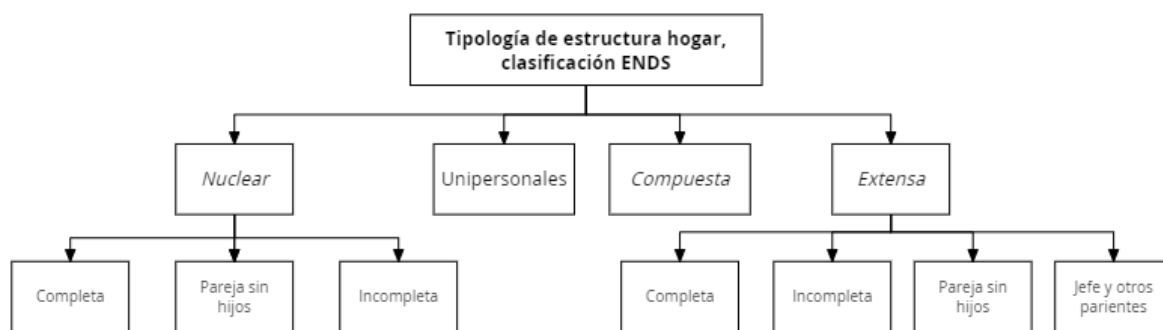 Tipología de estructura hogar,
clasificación ENDS
Nuclear
Unipersonales
Compuesta
Extensa
Completa
Pareja sin
hijos
Incompleta
Completa
Incompleta
Pareja sin
hijos
Jefe y otros
parientes